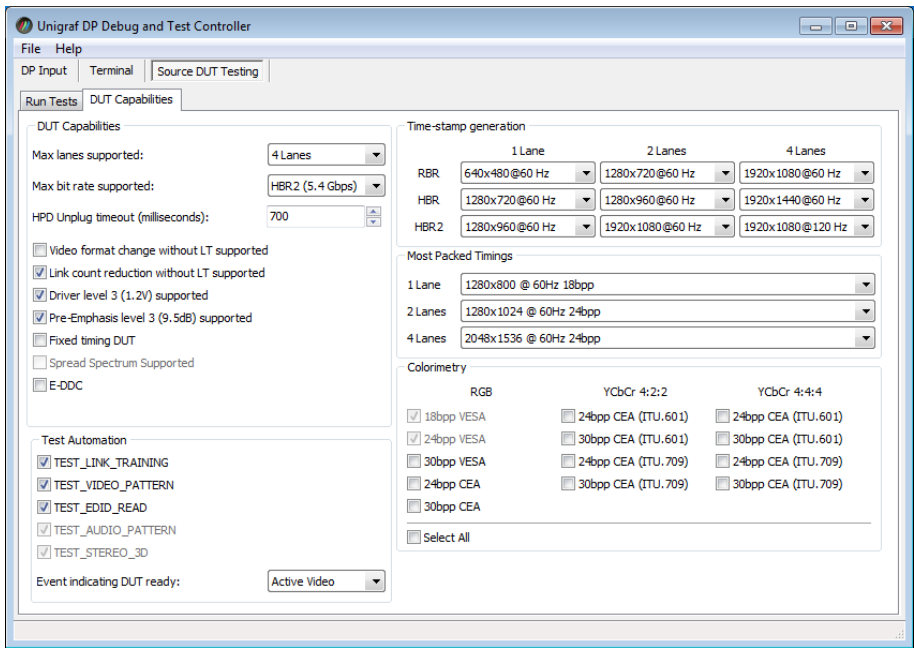 Unigraf DP Debug and Test Controller
File Help
DP Input Terminal Source DUT Testing
Run Tests DUT Capabilities
DUT Capabilities
Max lanes supported: 4 Lanes
Max bit rate supported: HBR2 (5.4 Gbps)
HPD Unplug timeout (milliseconds): 700
Video format change without LT supported
Link count reduction without LT supported
Driver level 3 (1.2V) supported
Pre-Emphasis level 3 (9.5dB) supported
Fixed timing DUT
Spread Spectrum Supported
E-DDC
Test Automation
TEST_LINK_TRAINING
TEST_VIDEO_PATTERN
TEST_EDID_READ
TEST_AUDIO_PATTERN
TEST_STEREO_3D
Event indicating DUT ready: Active Video
Time-stamp generation
1 Lane 2 Lanes 4 Lanes
RBR 640x480@60 Hz 1280x720@60 Hz 1920x1080@60 Hz
HBR 1280x720@60 Hz 1280x960@60 Hz 1920x1440@60 Hz
HBR2 1280x960@60 Hz 1920x1080@60 Hz 1920x1080@120 Hz
Most Packed Timings
1 Lane 1280x800 @ 60Hz 18bpp
2 Lanes 1280x1024 @ 60Hz 24bpp
4 Lanes 2048x1536 @ 60Hz 24bpp
Colorimetry
RGB YCbCr 4:2:2 YCbCr 4:4:4
18bpp VESA 24bpp CEA (ITU.601) 24bpp CEA (ITU.601)
24bpp VESA 30bpp CEA (ITU.601) 30bpp CEA (ITU.601)
30bpp VESA 24bpp CEA (ITU.709) 24bpp CEA (ITU.709)
24bpp CEA 30bpp CEA (ITU.709) 30bpp CEA (ITU.709)
30bpp CEA
Select All